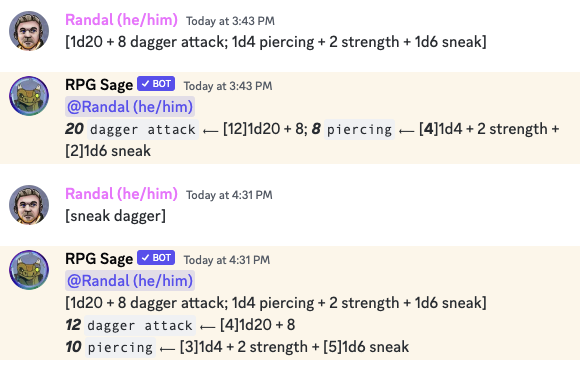 Randal (he/him) Today at 3:43 PM
[1d20 + 8 dagger attack; 1d4 piercing + 2 strength + 1d6 sneak]
RPG Sage ✓ BOT Today at 3:43 PM
@Randal (he/him)
20 dagger attack ⟵ [12]1d20 + 8; 8 piercing ⟵ [4]1d4 + 2 strength +
[2]1d6 sneak
Randal (he/him) Today at 4:31 PM
[sneak dagger]
RPG Sage ✓ BOT Today at 4:31 PM
@Randal (he/him)
[1d20 + 8 dagger attack; 1d4 piercing + 2 strength + 1d6 sneak]
12 dagger attack ⟵ [4]1d20 + 8
10 piercing ⟵ [3]1d4 + 2 strength + [5]1d6 sneak